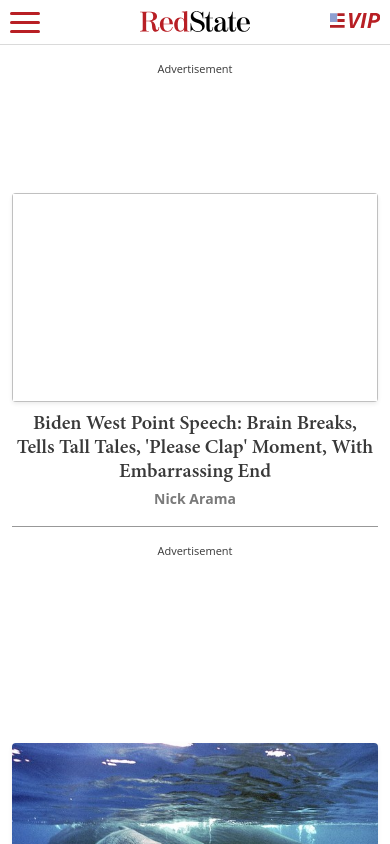 RedState
VIP
Advertisement
Biden West Point Speech: Brain Breaks,
Tells Tall Tales, 'Please Clap' Moment, With
Embarrassing End
Nick Arama
Advertisement